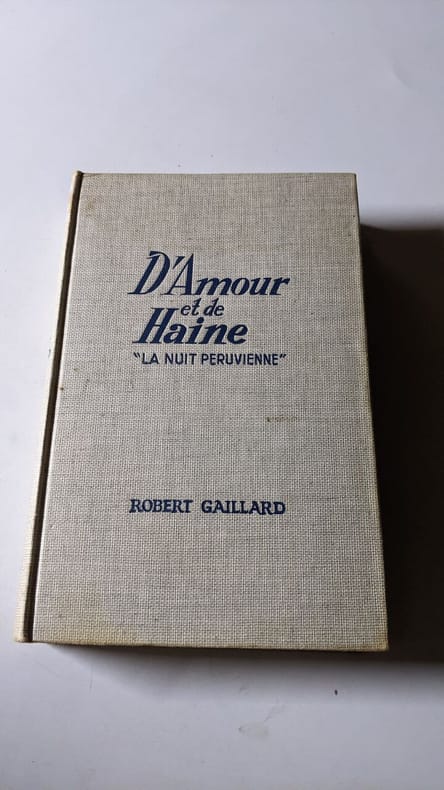 D'Amour
et de
Haine
"LA NUIT PERUVIENNE"
ROBERT GAILLARD